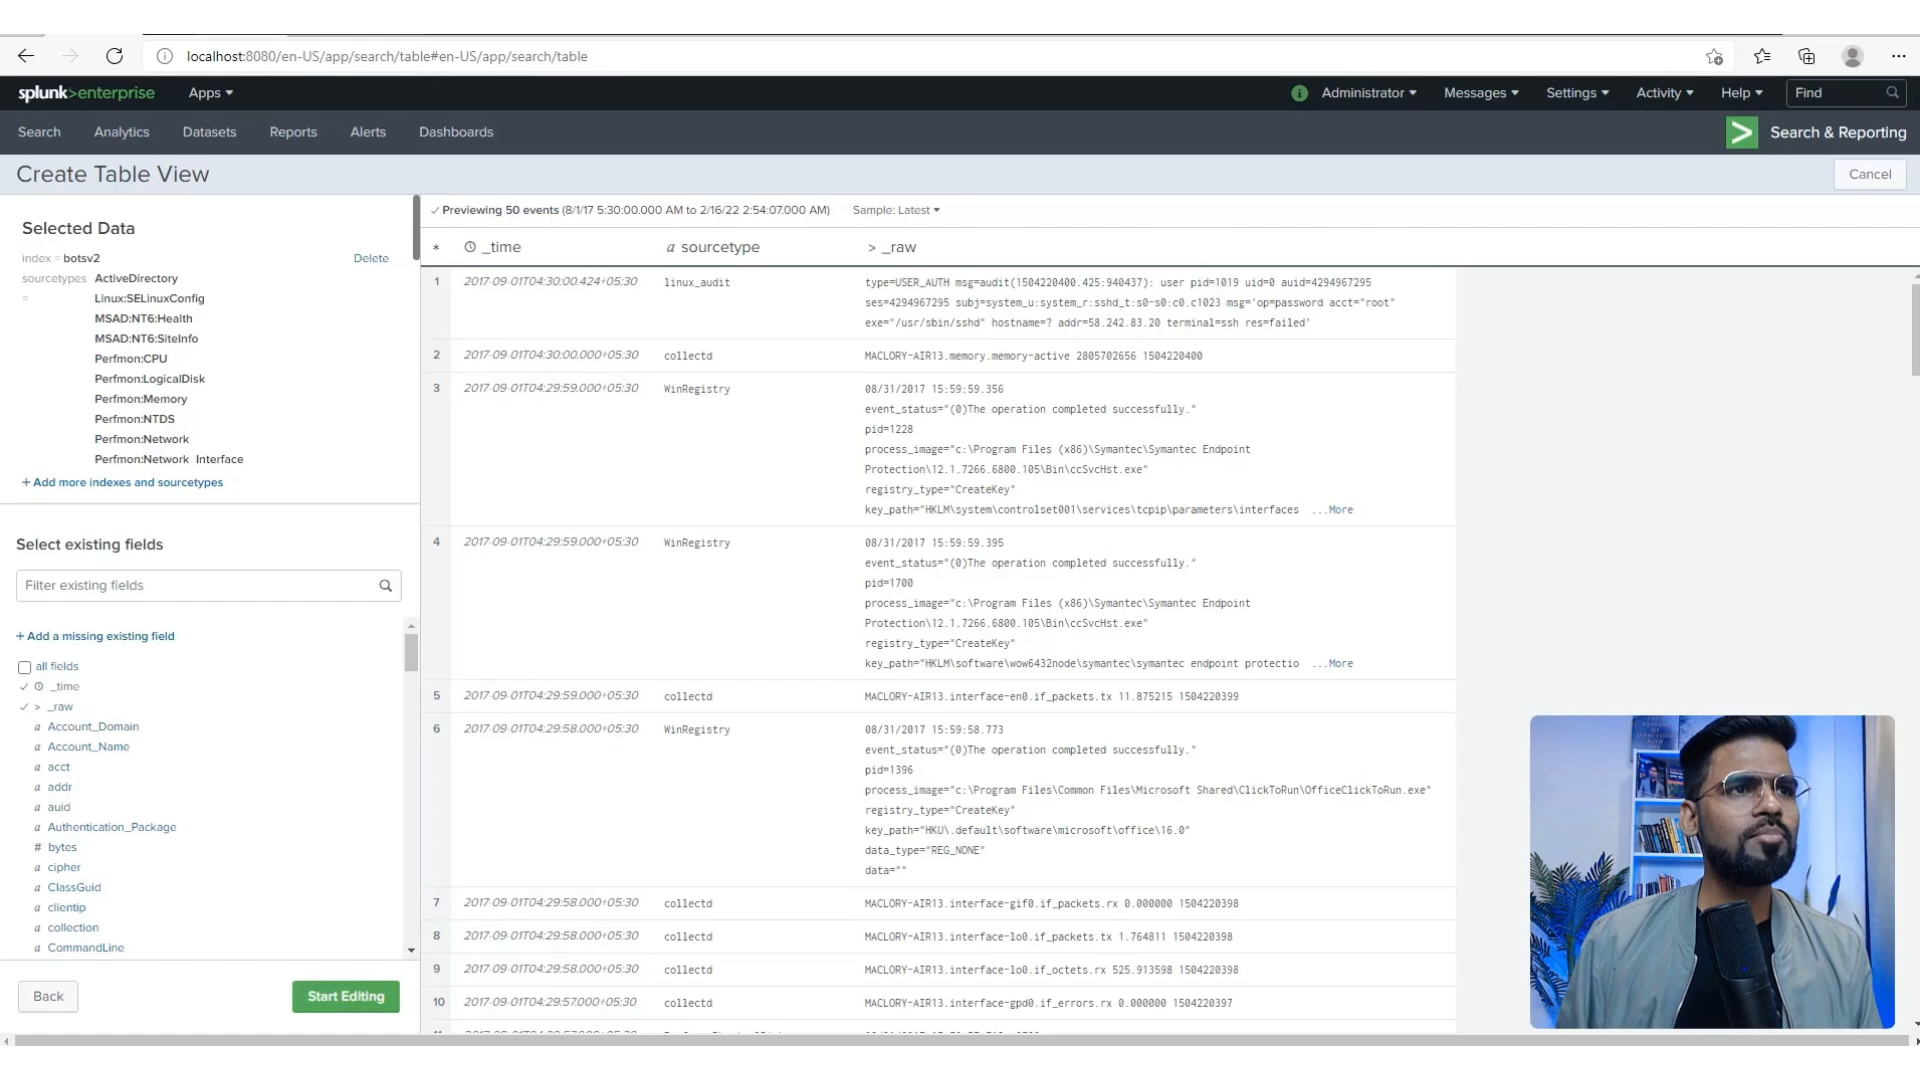 localhost:8080/en-US/app/search/table#en-US/app/search/table
splunk>enterprise Apps Administrator Messages Settings Activity Help Find
Search Analytics Datasets Reports Alerts Dashboards Search & Reporting
Create Table View Cancel
Selected Data
index = botsv2 Delete
sourcetypes = ActiveDirectory
Linux:SELinuxConfig
MSAD:NT6:Health
MSAD:NT6:SiteInfo
Perfmon:CPU
Perfmon:LogicalDisk
Perfmon:Memory
Perfmon:NTDS
Perfmon:Network
Perfmon:Network Interface
+ Add more indexes and sourcetypes
Select existing fields
Filter existing fields
+ Add a missing existing field
all fields
_time
> _raw
a Account_Domain
a Account_Name
a acct
a addr
a auid
a Authentication_Package
# bytes
a cipher
a ClassGuid
a clientip
a collection
a CommandLine
Back Start Editing
✓ Previewing 50 events (8/1/17 5:30:00.000 AM to 2/16/22 2:54:07.000 AM) Sample: Latest
* _time a sourcetype > _raw
1 2017-09-01T04:30:00.424+05:30 linux_audit type=USER_AUTH msg=audit(1504220400.425:940437): user pid=1019 uid=0 auid=4294967295
ses=4294967295 subj=system_u:system_r:sshd_t:s0-s0:c0.c1023 msg='op=password acct="root"
exe="/usr/sbin/sshd" hostname=? addr=58.242.83.20 terminal=ssh res=failed'
2 2017-09-01T04:30:00.000+05:30 collectd MACLORY-AIR13.memory.memory-active 2805702656 1504220400
3 2017-09-01T04:29:59.000+05:30 WinRegistry 08/31/2017 15:59:59.356
event_status="(0)The operation completed successfully."
pid=1228
process_image="c:\Program Files (x86)\Symantec\Symantec Endpoint
Protection\12.1.7266.6800.105\Bin\ccSvcHst.exe"
registry_type="CreateKey"
key_path="HKLM\system\controlset001\services\tcpip\parameters\interfaces ...More
4 2017-09-01T04:29:59.000+05:30 WinRegistry 08/31/2017 15:59:59.395
event_status="(0)The operation completed successfully."
pid=1700
process_image="c:\Program Files (x86)\Symantec\Symantec Endpoint
Protection\12.1.7266.6800.105\Bin\ccSvcHst.exe"
registry_type="CreateKey"
key_path="HKLM\software\wow6432node\symantec\symantec endpoint protectio ...More
5 2017-09-01T04:29:59.000+05:30 collectd MACLORY-AIR13.interface-en0.if_packets.tx 11.875215 1504220399
6 2017-09-01T04:29:58.000+05:30 WinRegistry 08/31/2017 15:59:58.773
event_status="(0)The operation completed successfully."
pid=1396
process_image="c:\Program Files\Common Files\Microsoft Shared\ClickToRun\OfficeClickToRun.exe"
registry_type="CreateKey"
key_path="HKU\.default\software\microsoft\office\16.0"
data_type="REG_NONE"
data=""
7 2017-09-01T04:29:58.000+05:30 collectd MACLORY-AIR13.interface-gif0.if_packets.rx 0.000000 1504220398
8 2017-09-01T04:29:58.000+05:30 collectd MACLORY-AIR13.interface-lo0.if_packets.tx 1.764811 1504220398
9 2017-09-01T04:29:58.000+05:30 collectd MACLORY-AIR13.interface-lo0.if_octets.rx 525.913598 1504220398
10 2017-09-01T04:29:57.000+05:30 collectd MACLORY-AIR13.interface-gpd0.if_errors.rx 0.000000 1504220397